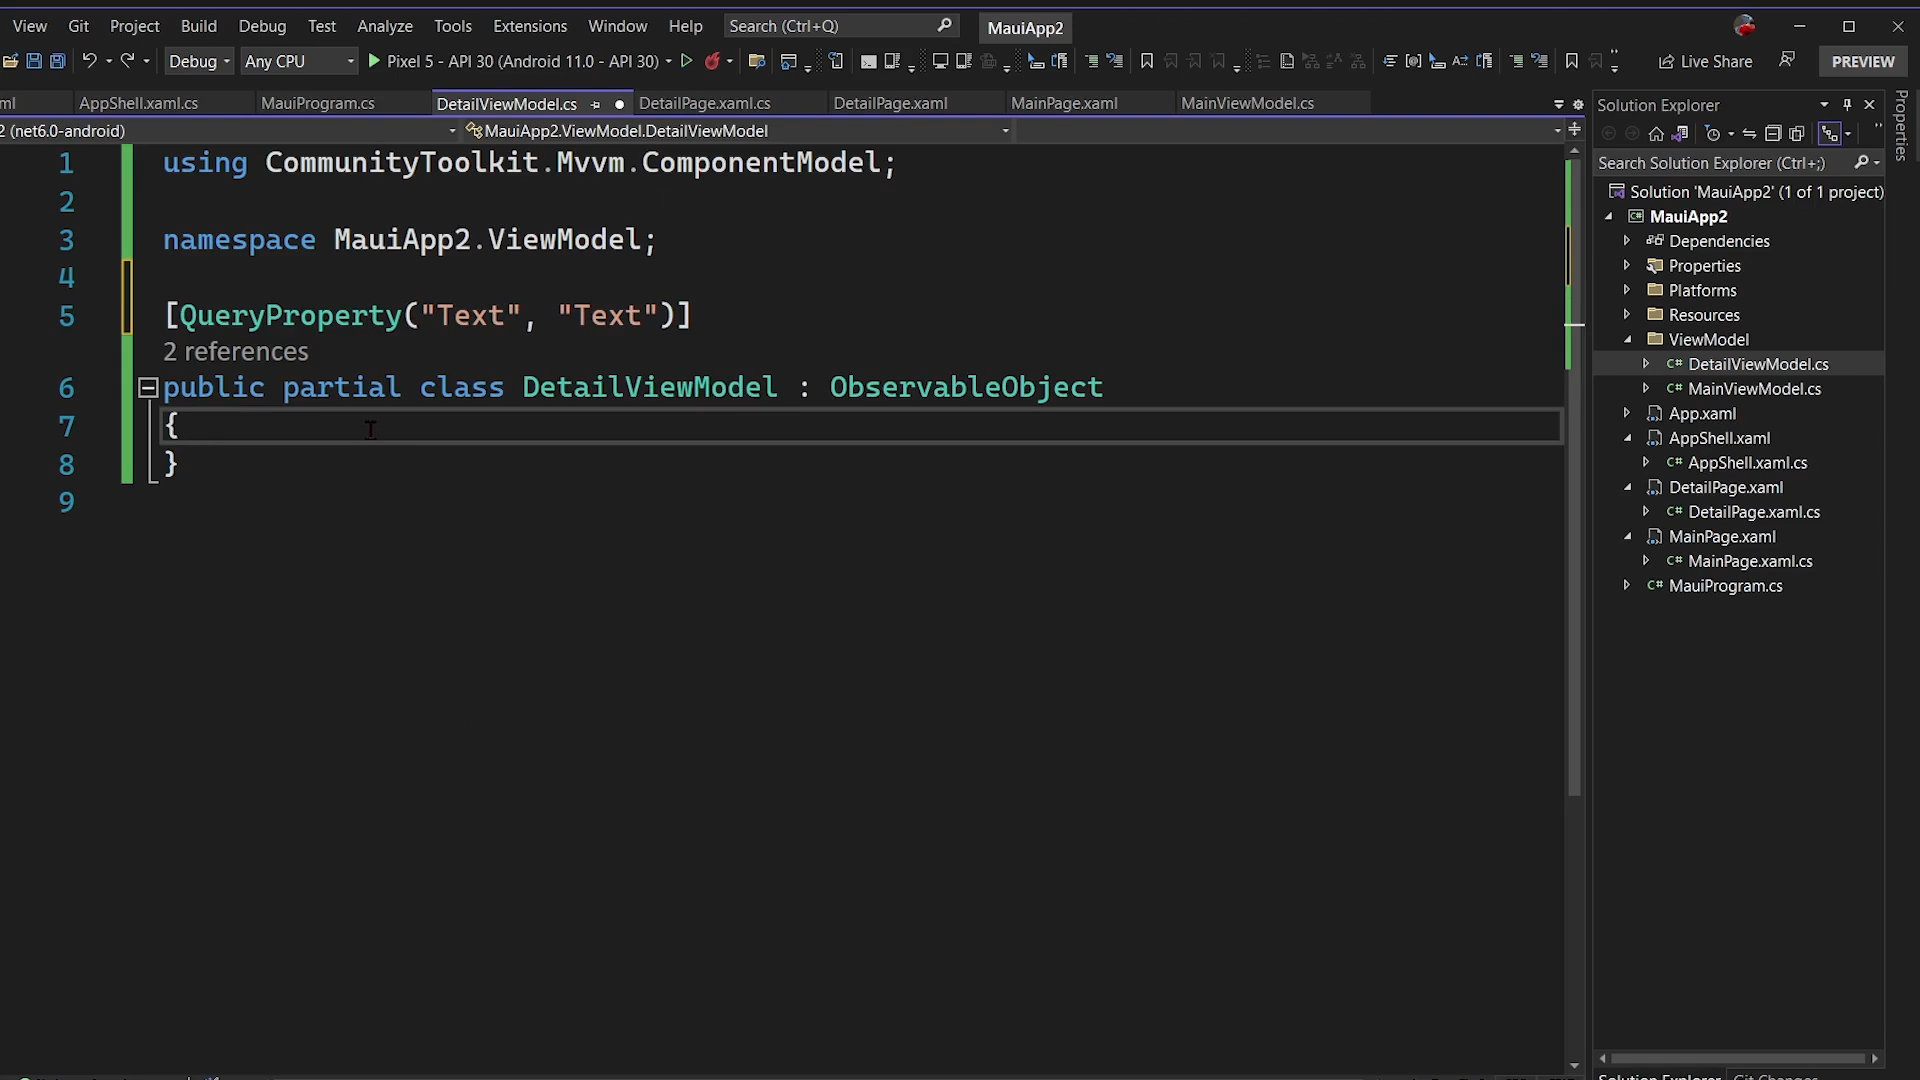 View Git Project Build Debug Test Analyze Tools Extensions Window Help Search (Ctrl+Q) MauiApp2
Debug Any CPU Pixel 5 - API 30 (Android 11.0 - API 30) Live Share PREVIEW
ml AppShell.xaml.cs MauiProgram.cs DetailViewModel.cs DetailPage.xaml.cs DetailPage.xaml MainPage.xaml MainViewModel.cs
2 (net6.0-android) MauiApp2.ViewModel.DetailViewModel
1 using CommunityToolkit.Mvvm.ComponentModel;
2
3 namespace MauiApp2.ViewModel;
4
5 [QueryProperty("Text", "Text")]
2 references
6 public partial class DetailViewModel : ObservableObject
7 {
8 }
9
Solution Explorer
Search Solution Explorer (Ctrl+;)
Solution 'MauiApp2' (1 of 1 project)
C# MauiApp2
Dependencies
Properties
Platforms
Resources
ViewModel
C# DetailViewModel.cs
C# MainViewModel.cs
App.xaml
AppShell.xaml
C# AppShell.xaml.cs
DetailPage.xaml
C# DetailPage.xaml.cs
MainPage.xaml
C# MainPage.xaml.cs
C# MauiProgram.cs
Solution Explorer Git Changes
Properties